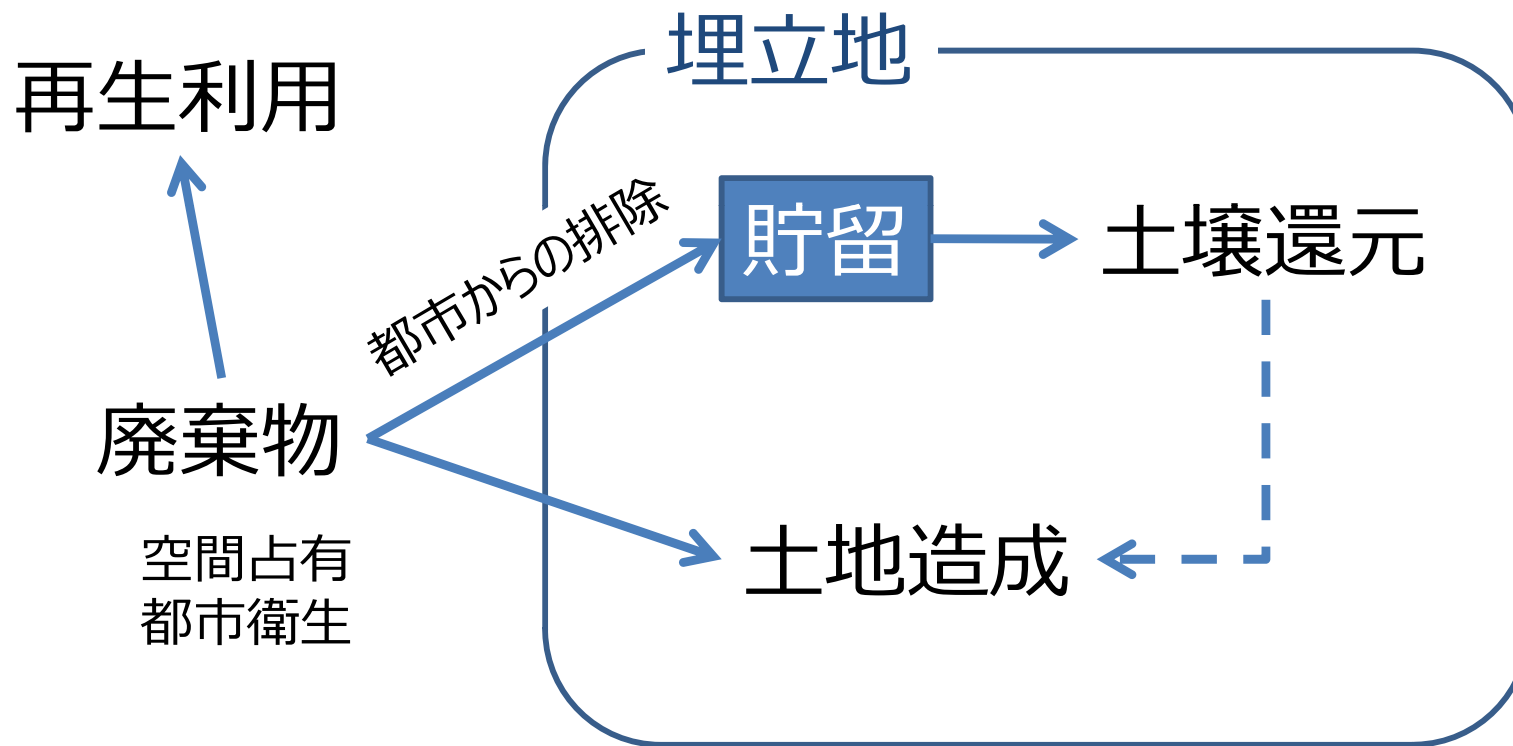 埋立地
再生利用
都市からの排除
貯留
土壌還元
廃棄物
空間占有
都市衛生
土地造成